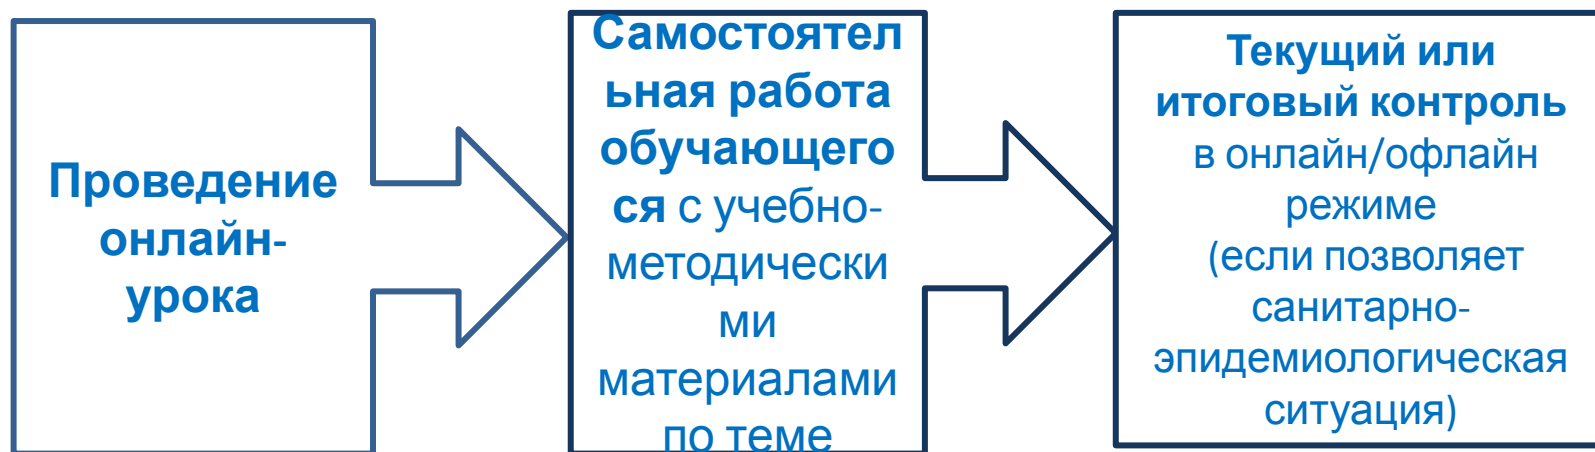 Проведение
онлайн-
урока
Самостоятел
ьная работа
обучающего
ся с учебно-
методически
ми
материалами
по теме
Текущий или
итоговый контроль
в онлайн/офлайн
режиме
(если позволяет
санитарно-
эпидемиологическая
ситуация)